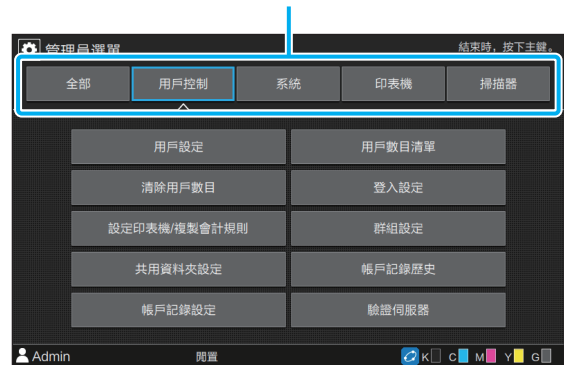 管理員選單 結束時，按下主鍵。
全部 用戶控制 系統 印表機 掃描器
用戶設定 用戶數目清單
清除用戶數目 登入設定
設定印表機/複製會計規則 群組設定
共用資料夾設定 帳戶記錄歷史
帳戶記錄設定 驗證伺服器
Admin 閒置 K C M Y G